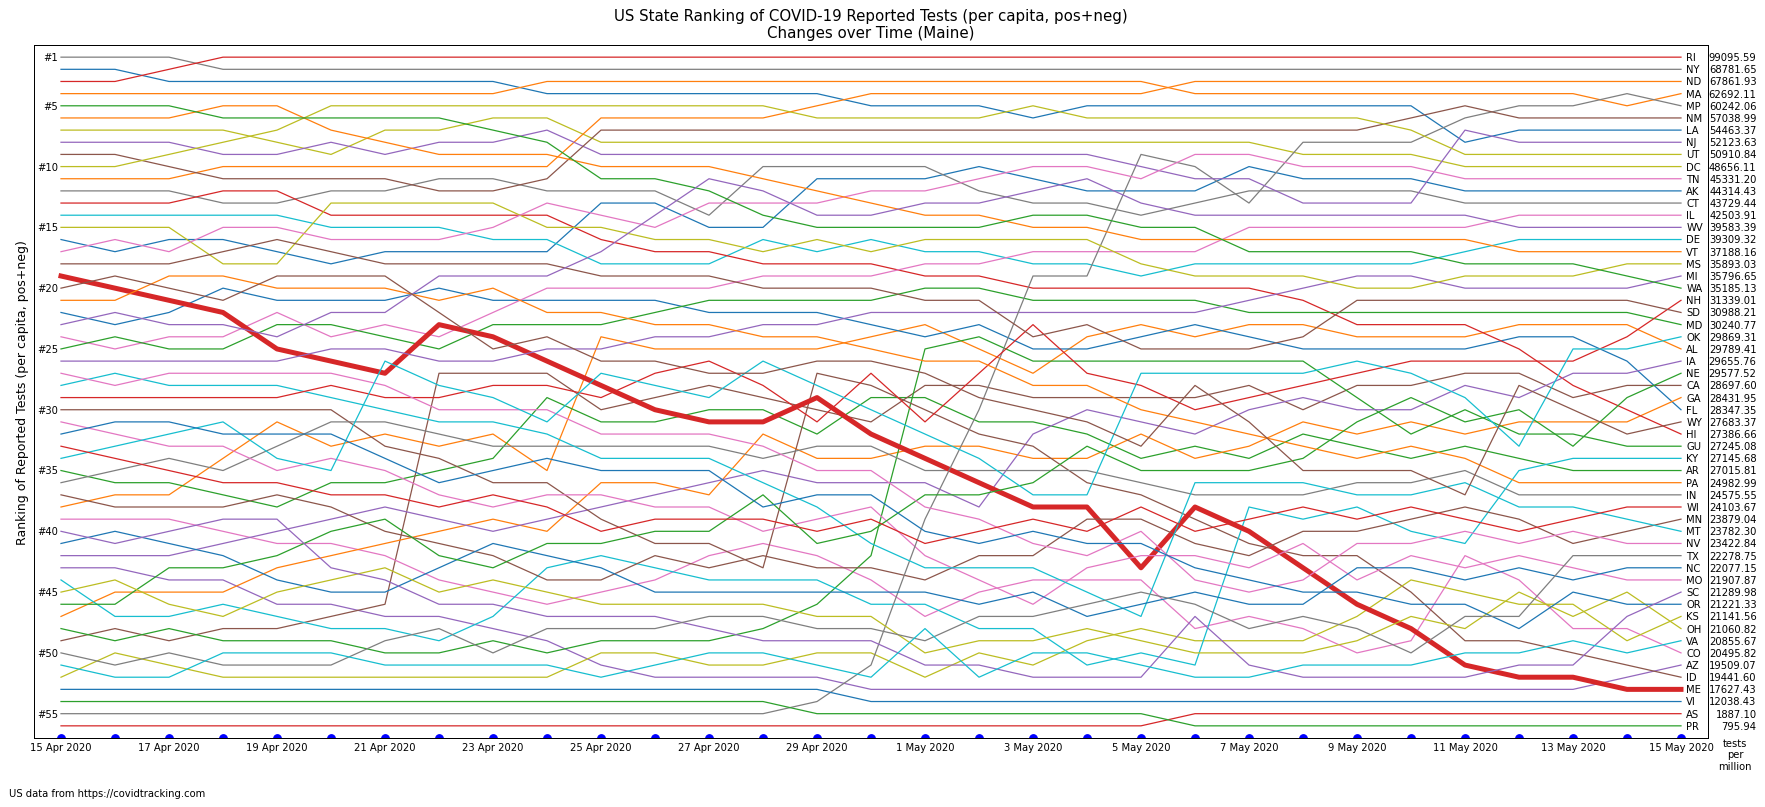 US State Ranking of COVID-19 Reported Tests (per capita, pos+neg)
Changes over Time (Maine)
Ranking of Reported Tests (per capita, pos+neg)
#1
#5
#10
#15
#20
#25
#30
#35
#40
#45
#50
#55
RI 99095.59
NY 68781.65
ND 67861.93
MA 62692.11
MP 60242.06
NM 57038.99
LA 54463.37
NJ 52123.63
UT 50910.84
DC 48656.11
TN 45331.20
AK 44314.43
CT 43729.44
IL 42503.91
WV 39583.39
DE 39309.32
VT 37188.16
MS 35893.03
MI 35796.65
WA 35185.13
NH 31339.01
SD 30988.21
MD 30240.77
OK 29869.31
AL 29789.41
IA 29655.76
NE 29577.52
CA 28697.60
GA 28431.95
FL 28347.35
WY 27683.37
HI 27386.66
GU 27245.08
KY 27145.68
AR 27015.81
PA 24982.99
IN 24575.55
WI 24103.67
MN 23879.04
MT 23782.30
NV 23422.84
TX 22278.75
NC 22077.15
MO 21907.87
SC 21289.98
OR 21221.33
KS 21141.56
OH 21060.82
VA 20855.67
CO 20495.82
AZ 19509.07
ID 19441.60
ME 17627.43
VI 12038.43
AS 1887.10
PR 795.94
15 Apr 2020 17 Apr 2020 19 Apr 2020 21 Apr 2020 23 Apr 2020 25 Apr 2020 27 Apr 2020 29 Apr 2020 1 May 2020 3 May 2020 5 May 2020 7 May 2020 9 May 2020 11 May 2020 13 May 2020 15 May 2020
tests
per
million
US data from https://covidtracking.com